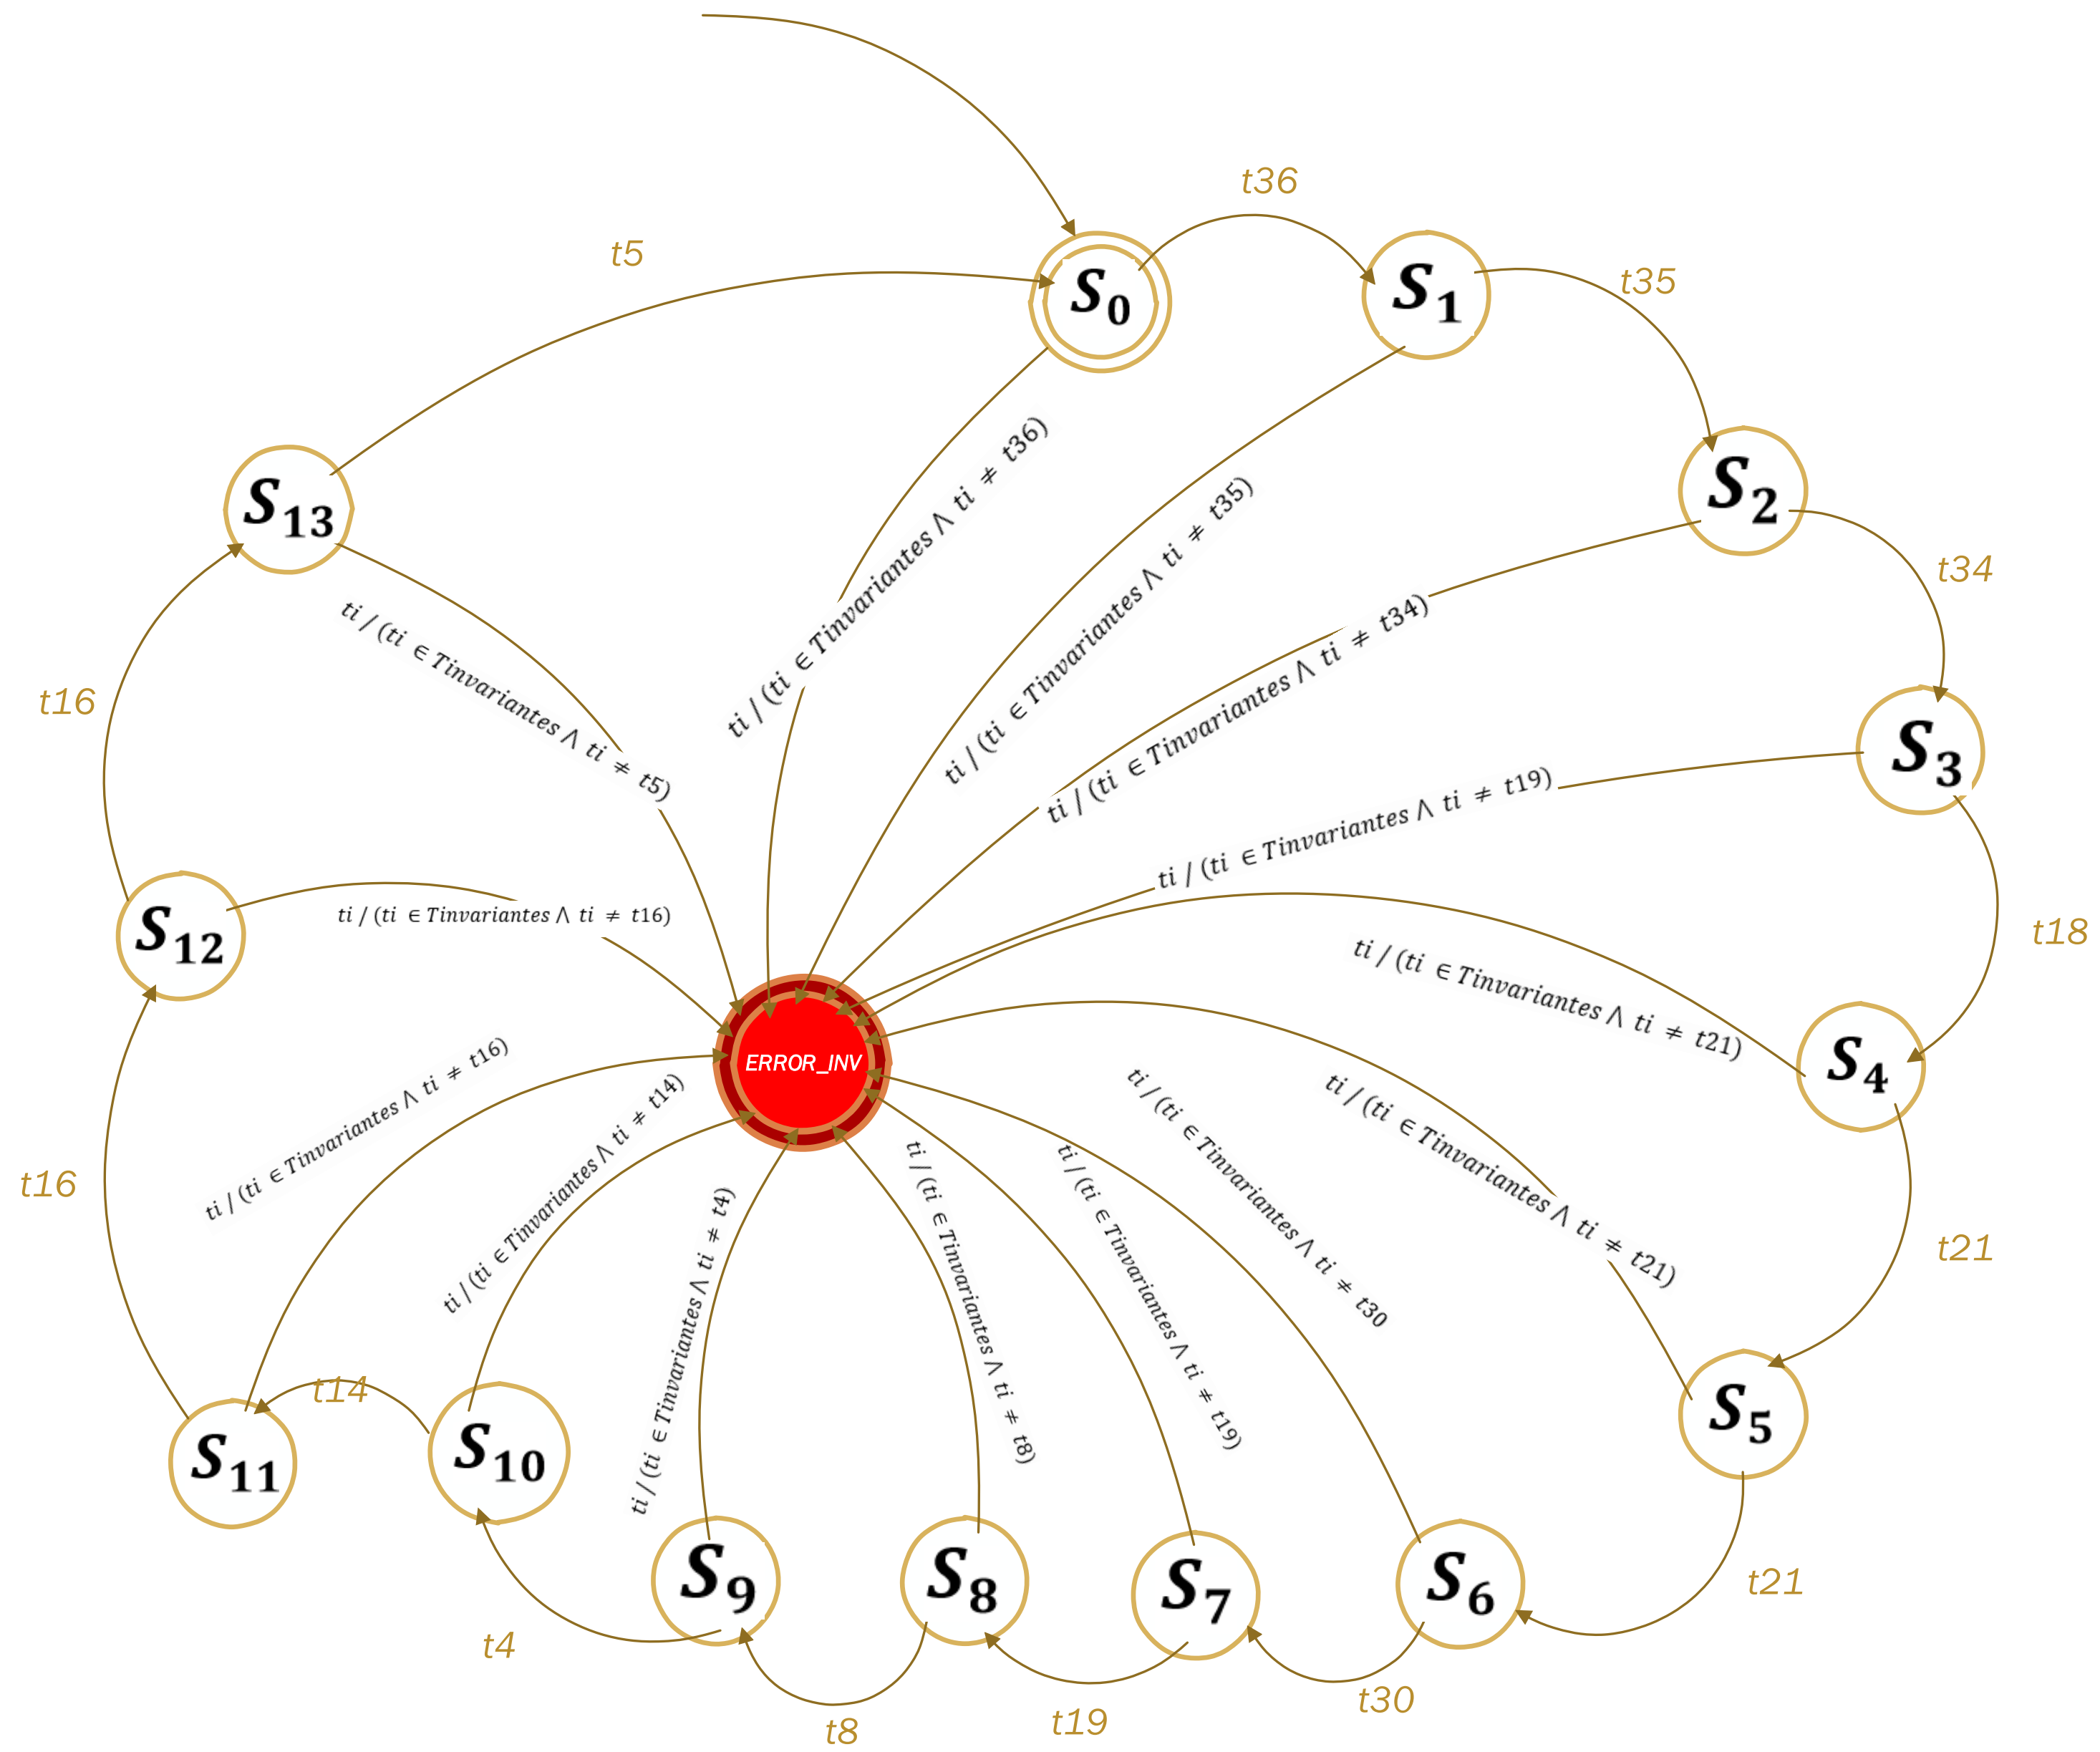 t36
t5
S0
S1
t35
S2
S13
t34
ti / (ti ∈ Tinvariantes ⋀ ti ≠ t36)
ti / (ti ∈ Tinvariantes ⋀ ti ≠ t35)
ti / (ti ∈ Tinvariantes ⋀ ti ≠ t34)
ti / (ti ∈ Tinvariantes ⋀ ti ≠ t5)
t16
S3
ti / (ti ∈ Tinvariantes ⋀ ti ≠ t19)
S12
ti / (ti ∈ Tinvariantes ⋀ ti ≠ t16)
t18
ti / (ti ∈ Tinvariantes ⋀ ti ≠ t21)
ERROR_INV
S4
ti / (ti ∈ Tinvariantes ⋀ ti ≠ t16)
ti / (ti ∈ Tinvariantes ⋀ ti ≠ t14)
ti / (ti ∈ Tinvariantes ⋀ ti ≠ t4)
ti / (ti ∈ Tinvariantes ⋀ ti ≠ t8)
ti / (ti ∈ Tinvariantes ⋀ ti ≠ t19)
ti / (ti ∈ Tinvariantes ⋀ ti ≠ t30
ti / (ti ∈ Tinvariantes ⋀ ti ≠ t21)
t16
t21
t14
S11
S10
S5
S9
S8
S7
S6
t21
t4
t8
t19
t30